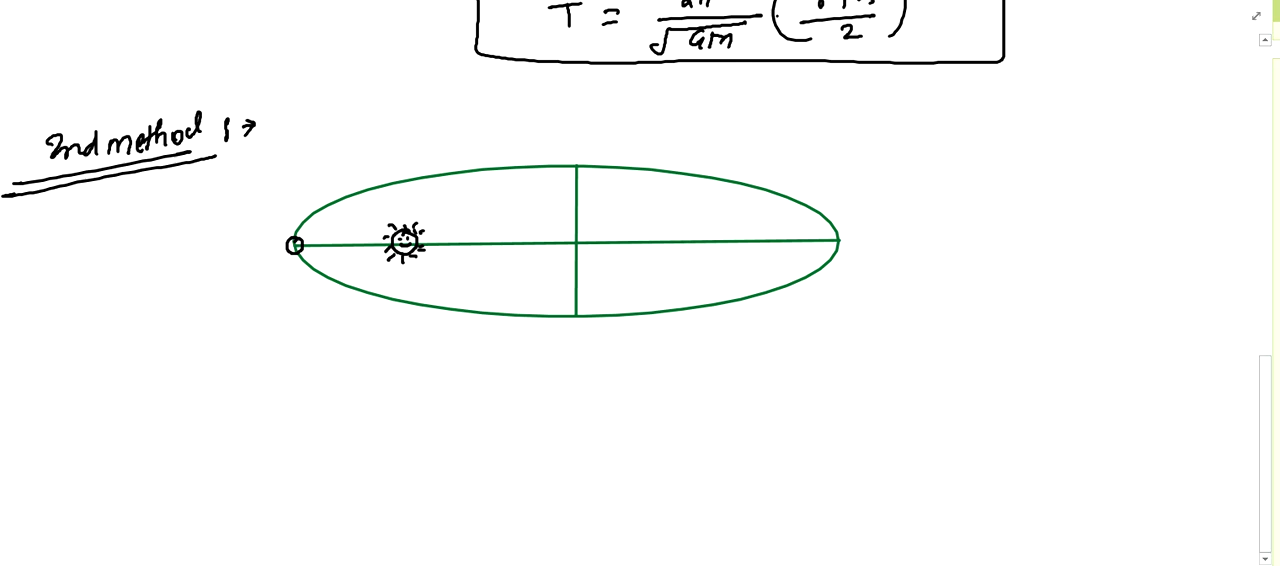 T = / √GM ( / 2 )
2nd method :→